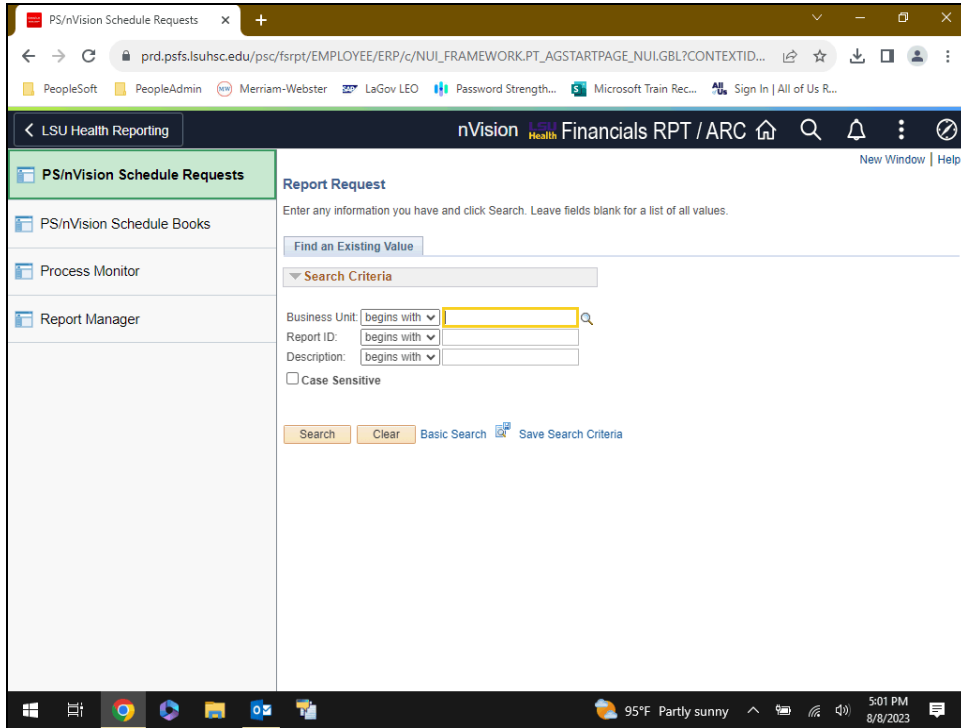 PS/nVision Schedule Requests
prd.psfs.lsuhsc.edu/psc/fsrpt/EMPLOYEE/ERP/c/NUI_FRAMEWORK.PT_AGSTARTPAGE_NUI.GBL?CONTEXTID...
PeopleSoft PeopleAdmin MW Merriam-Webster SAP LaGov LEO Password Strength... S Microsoft Train Rec... All of Us Sign In | All of Us R...
LSU Health Reporting nVision LSU Health Financials RPT / ARC
New Window | Help
PS/nVision Schedule Requests
PS/nVision Schedule Books
Process Monitor
Report Manager
Report Request
Enter any information you have and click Search. Leave fields blank for a list of all values.
Find an Existing Value
Search Criteria
Business Unit: begins with
Report ID: begins with
Description: begins with
Case Sensitive
Search Clear Basic Search Save Search Criteria
95°F Partly sunny 5:01 PM
8/8/2023